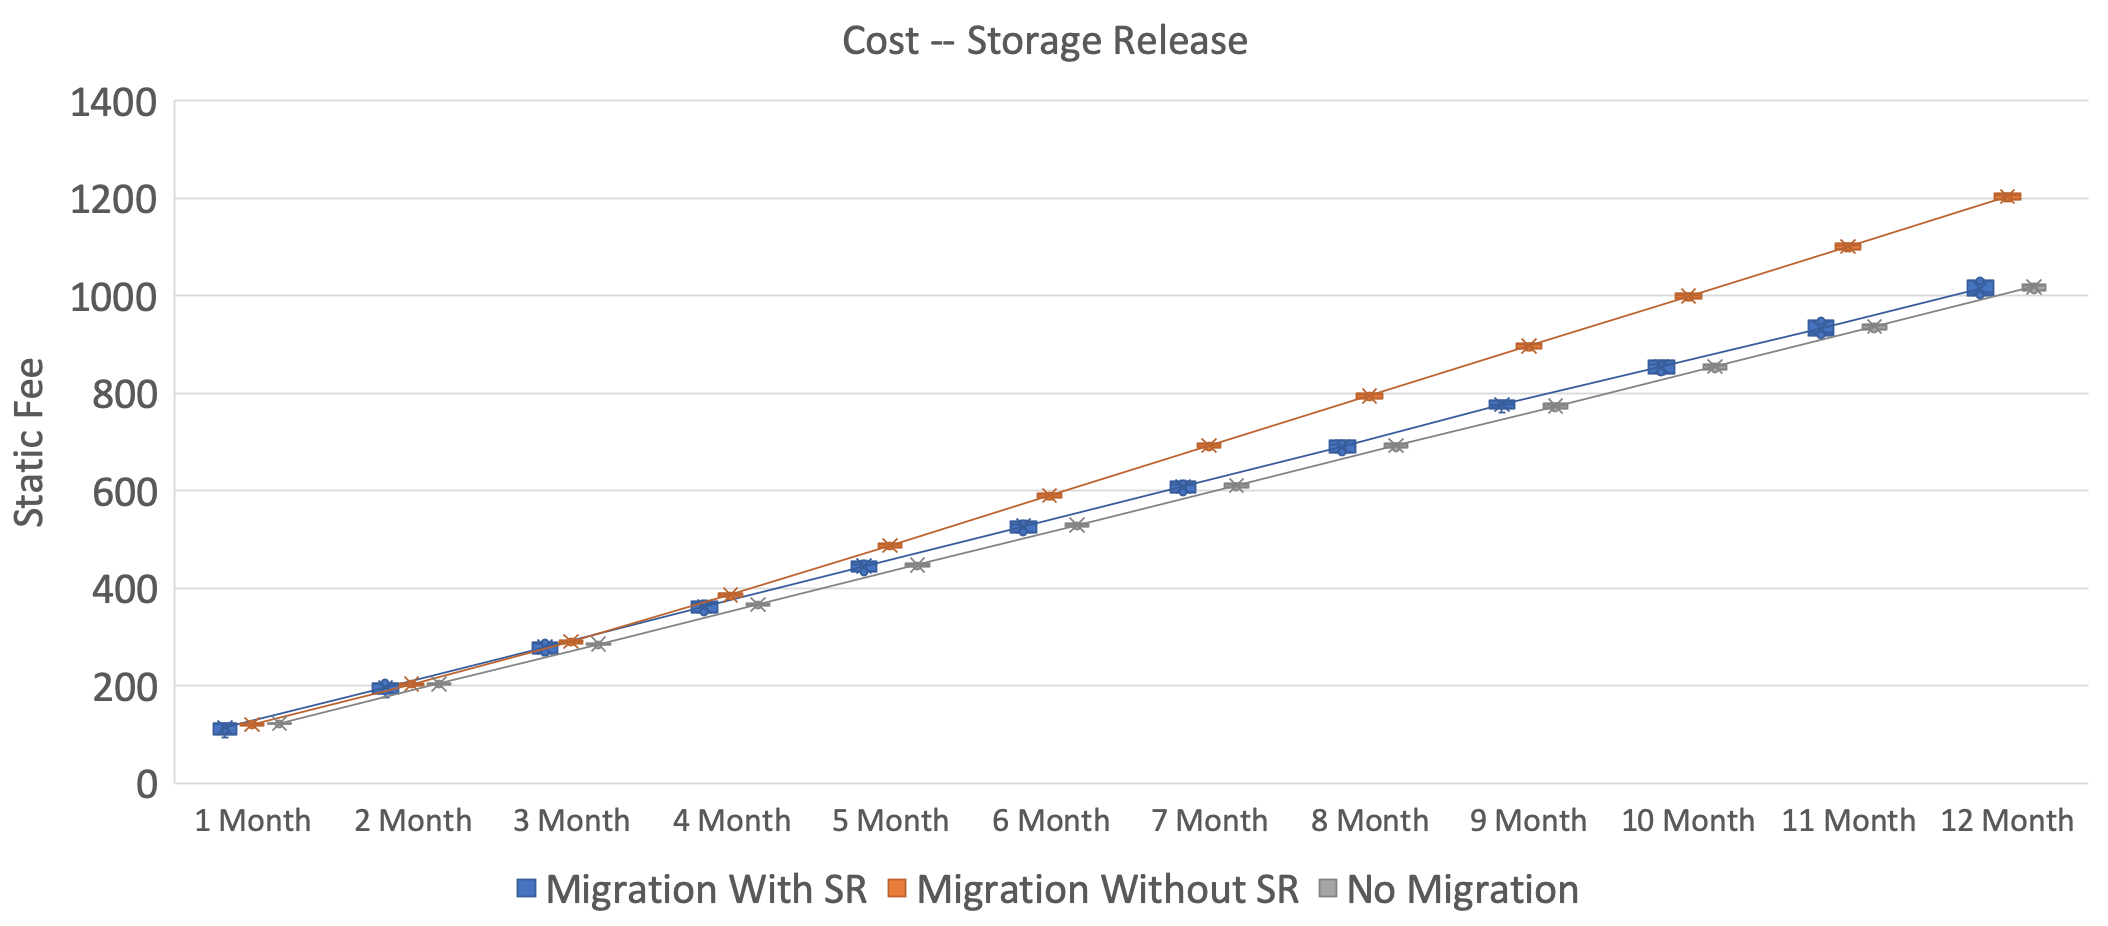 Cost -- Storage Release
Static Fee
1400
1200
1000
800
600
400
200
0
1 Month 2 Month 3 Month 4 Month 5 Month 6 Month 7 Month 8 Month 9 Month 10 Month 11 Month 12 Month
Migration With SR Migration Without SR No Migration